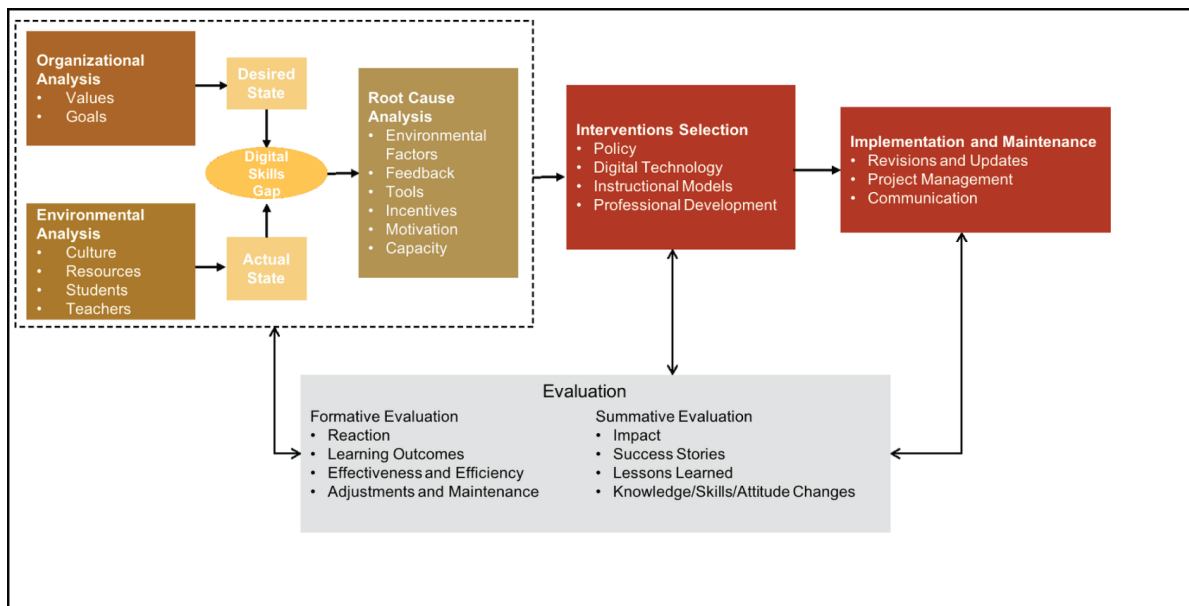 Organizational
Analysis
• Values
• Goals
Desired
State
Digital
Skills
Gap
Environmental
Analysis
• Culture
• Resources
• Students
• Teachers
Actual
State
Root Cause
Analysis
• Environmental
Factors
• Feedback
• Tools
• Incentives
• Motivation
• Capacity
Interventions Selection
• Policy
• Digital Technology
• Instructional Models
• Professional Development
Implementation and Maintenance
• Revisions and Updates
• Project Management
• Communication
Evaluation
Formative Evaluation
• Reaction
• Learning Outcomes
• Effectiveness and Efficiency
• Adjustments and Maintenance
Summative Evaluation
• Impact
• Success Stories
• Lessons Learned
• Knowledge/Skills/Attitude Changes